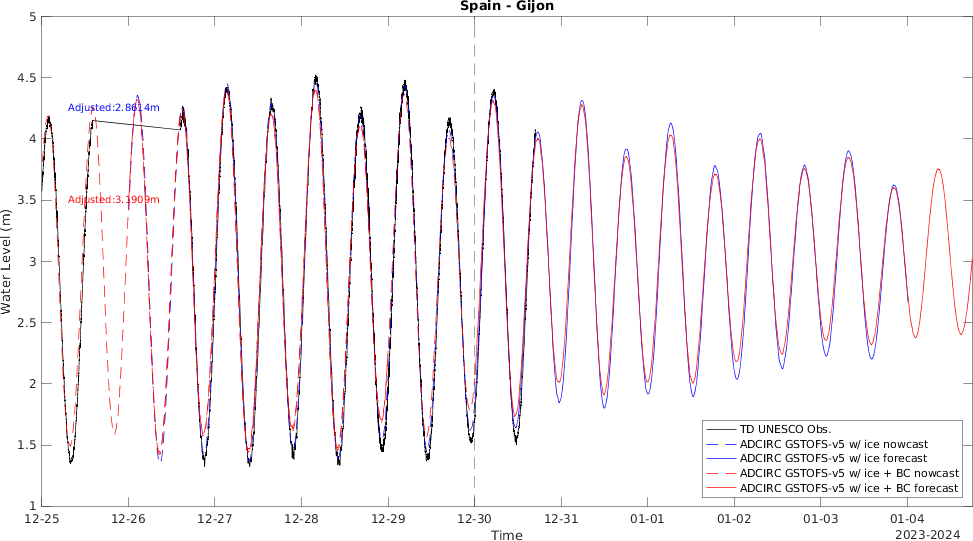 Spain - Gijon
5
4.5
4
3.5
3
2.5
2
1.5
1
Water Level (m)
Adjusted:2.8614m
Adjusted:3.1909m
TD UNESCO Obs.
ADCIRC GSTOFS-v5 w/ ice nowcast
ADCIRC GSTOFS-v5 w/ ice forecast
ADCIRC GSTOFS-v5 w/ ice + BC nowcast
ADCIRC GSTOFS-v5 w/ ice + BC forecast
12-25 12-26 12-27 12-28 12-29 12-30 12-31 01-01 01-02 01-03 01-04
Time
2023-2024